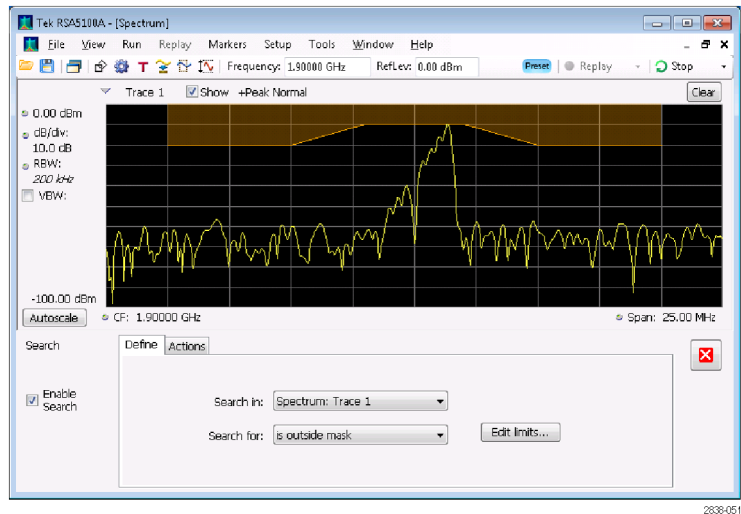 Tek RSA5100A - [Spectrum]
File View Run Replay Markers Setup Tools Window Help
T Frequency: 1.90000 GHz RefLev: 0.00 dBm Preset Replay Stop
Trace 1 Show +Peak Normal Clear
0.00 dBm
dB/div:
10.0 dB
RBW:
200 kHz
VBW:
-100.00 dBm
Autoscale CF: 1.90000 GHz Span: 25.00 MHz
Search Define Actions
Enable
Search
Search in: Spectrum: Trace 1
Search for: is outside mask Edit limits...
2838-051